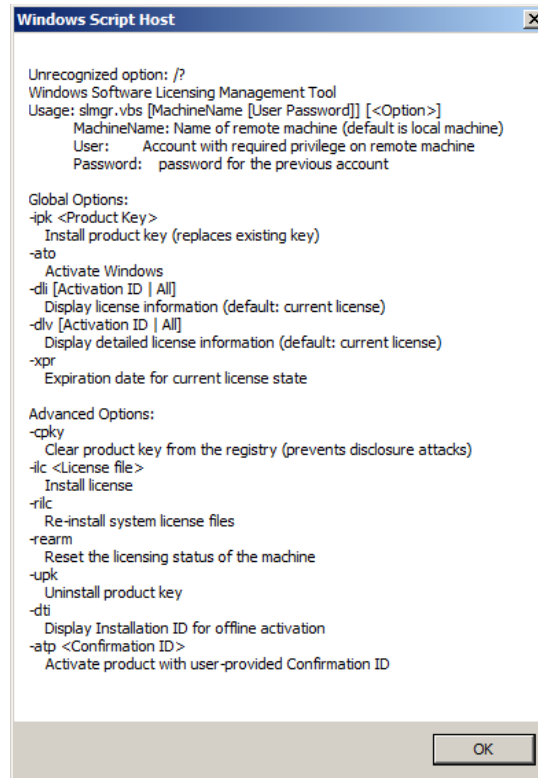 Windows Script Host
Unrecognized option: /?
Windows Software Licensing Management Tool
Usage: slmgr.vbs [MachineName [User Password]] [<Option>]
MachineName: Name of remote machine (default is local machine)
User: Account with required privilege on remote machine
Password: password for the previous account
Global Options:
-ipk <Product Key>
Install product key (replaces existing key)
-ato
Activate Windows
-dli [Activation ID | All]
Display license information (default: current license)
-dlv [Activation ID | All]
Display detailed license information (default: current license)
-xpr
Expiration date for current license state
Advanced Options:
-cpky
Clear product key from the registry (prevents disclosure attacks)
-ilc <License file>
Install license
-rilc
Re-install system license files
-rearm
Reset the licensing status of the machine
-upk
Uninstall product key
-dti
Display Installation ID for offline activation
-atp <Confirmation ID>
Activate product with user-provided Confirmation ID
OK